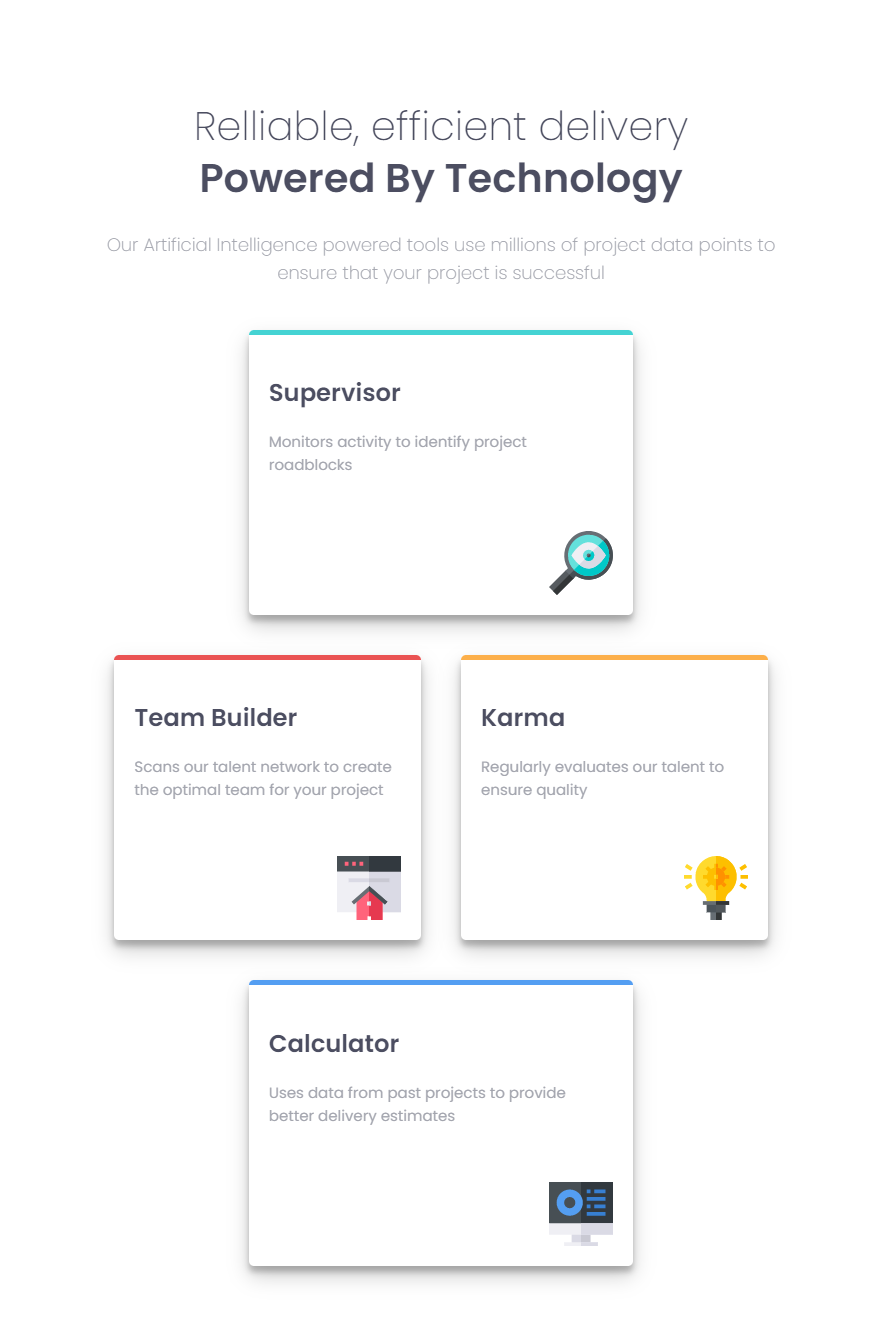 Relliable, efficient delivery
Powered By Technology
Our Artificial Intelligence powered tools use millions of project data points to
ensure that your project is successful
Supervisor
Monitors activity to identify project
roadblocks
Team Builder
Scans our talent network to create
the optimal team for your project
Karma
Regularly evaluates our talent to
ensure quality
Calculator
Uses data from past projects to provide
better delivery estimates